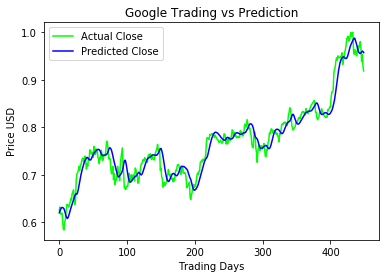 Google Trading vs Prediction
Actual Close
Predicted Close
Price USD
1.0
0.9
0.8
0.7
0.6
0 100 200 300 400
Trading Days